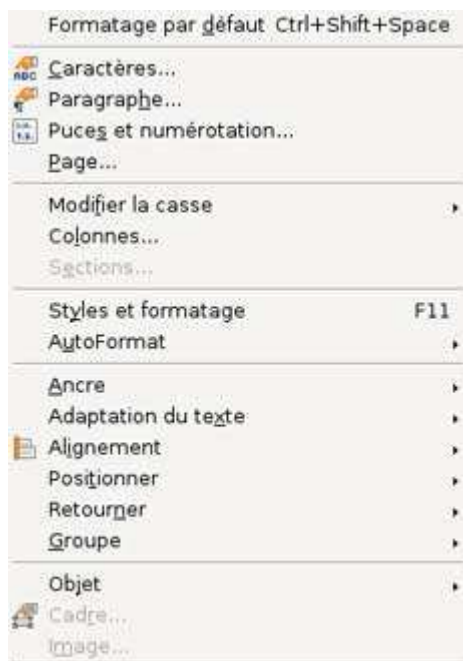 Formatage par défaut Ctrl+Shift+Space
Caractères...
Paragraphe...
Puces et numérotation...
Page...
Modifier la casse
Colonnes...
Sections...
Styles et formatage F11
AutoFormat
Ancre
Adaptation du texte
Alignement
Positionner
Retourner
Groupe
Objet
Cadre...
Image...